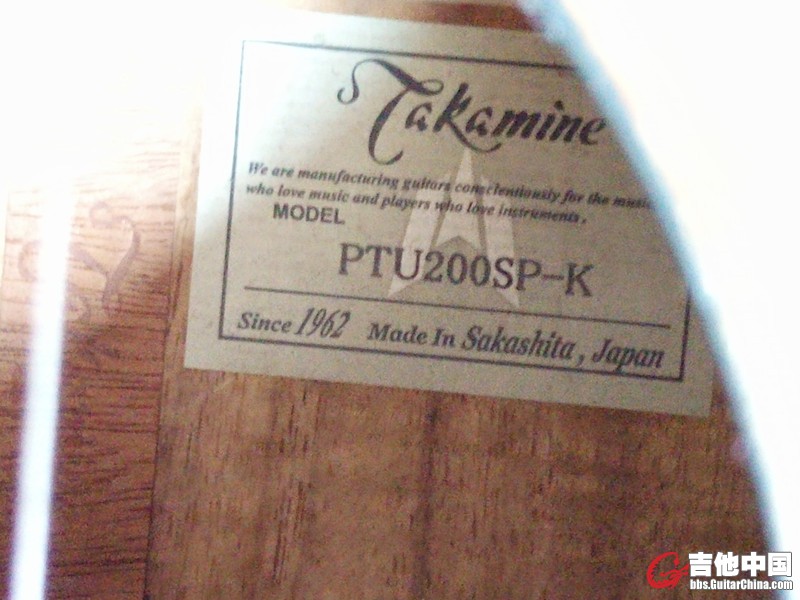 Takamine
We are manufacturing guitars conscientiously for the
who love music and players who love instruments.
MODEL
PTU200SP-K
Since 1962 Made In Sakashita, Japan
吉他中国
bbs.GuitarChina.com